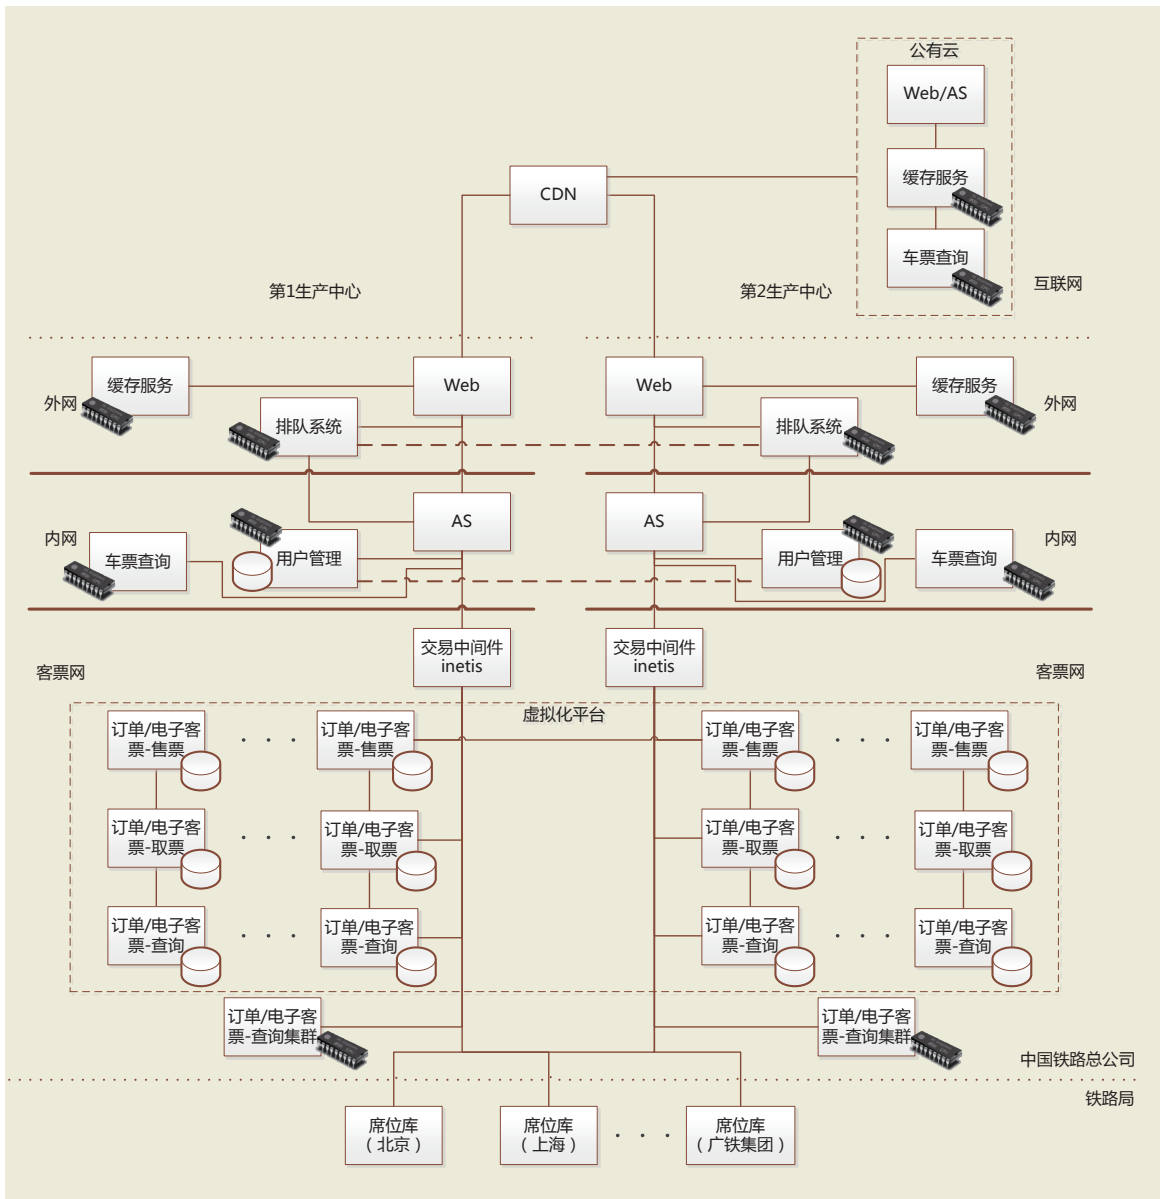 公有云
Web/AS
缓存服务
车票查询
互联网
CDN
第1生产中心
第2生产中心
缓存服务
Web
Web
缓存服务
外网
排队系统
排队系统
外网
AS
AS
内网
车票查询
用户管理
用户管理
车票查询
内网
交易中间件
inetis
交易中间件
inetis
客票网
客票网
虚拟化平台
订单/电子客
票-售票
. . .
订单/电子客
票-售票
订单/电子客
票-售票
. . .
订单/电子客
票-售票
订单/电子客
票-取票
. . .
订单/电子客
票-取票
订单/电子客
票-取票
. . .
订单/电子客
票-取票
订单/电子客
票-查询
. . .
订单/电子客
票-查询
订单/电子客
票-查询
. . .
订单/电子客
票-查询
订单/电子客
票-查询集群
订单/电子客
票-查询集群
中国铁路总公司
铁路局
席位库
（北京）
席位库
（上海）
. . .
席位库
（广铁集团）